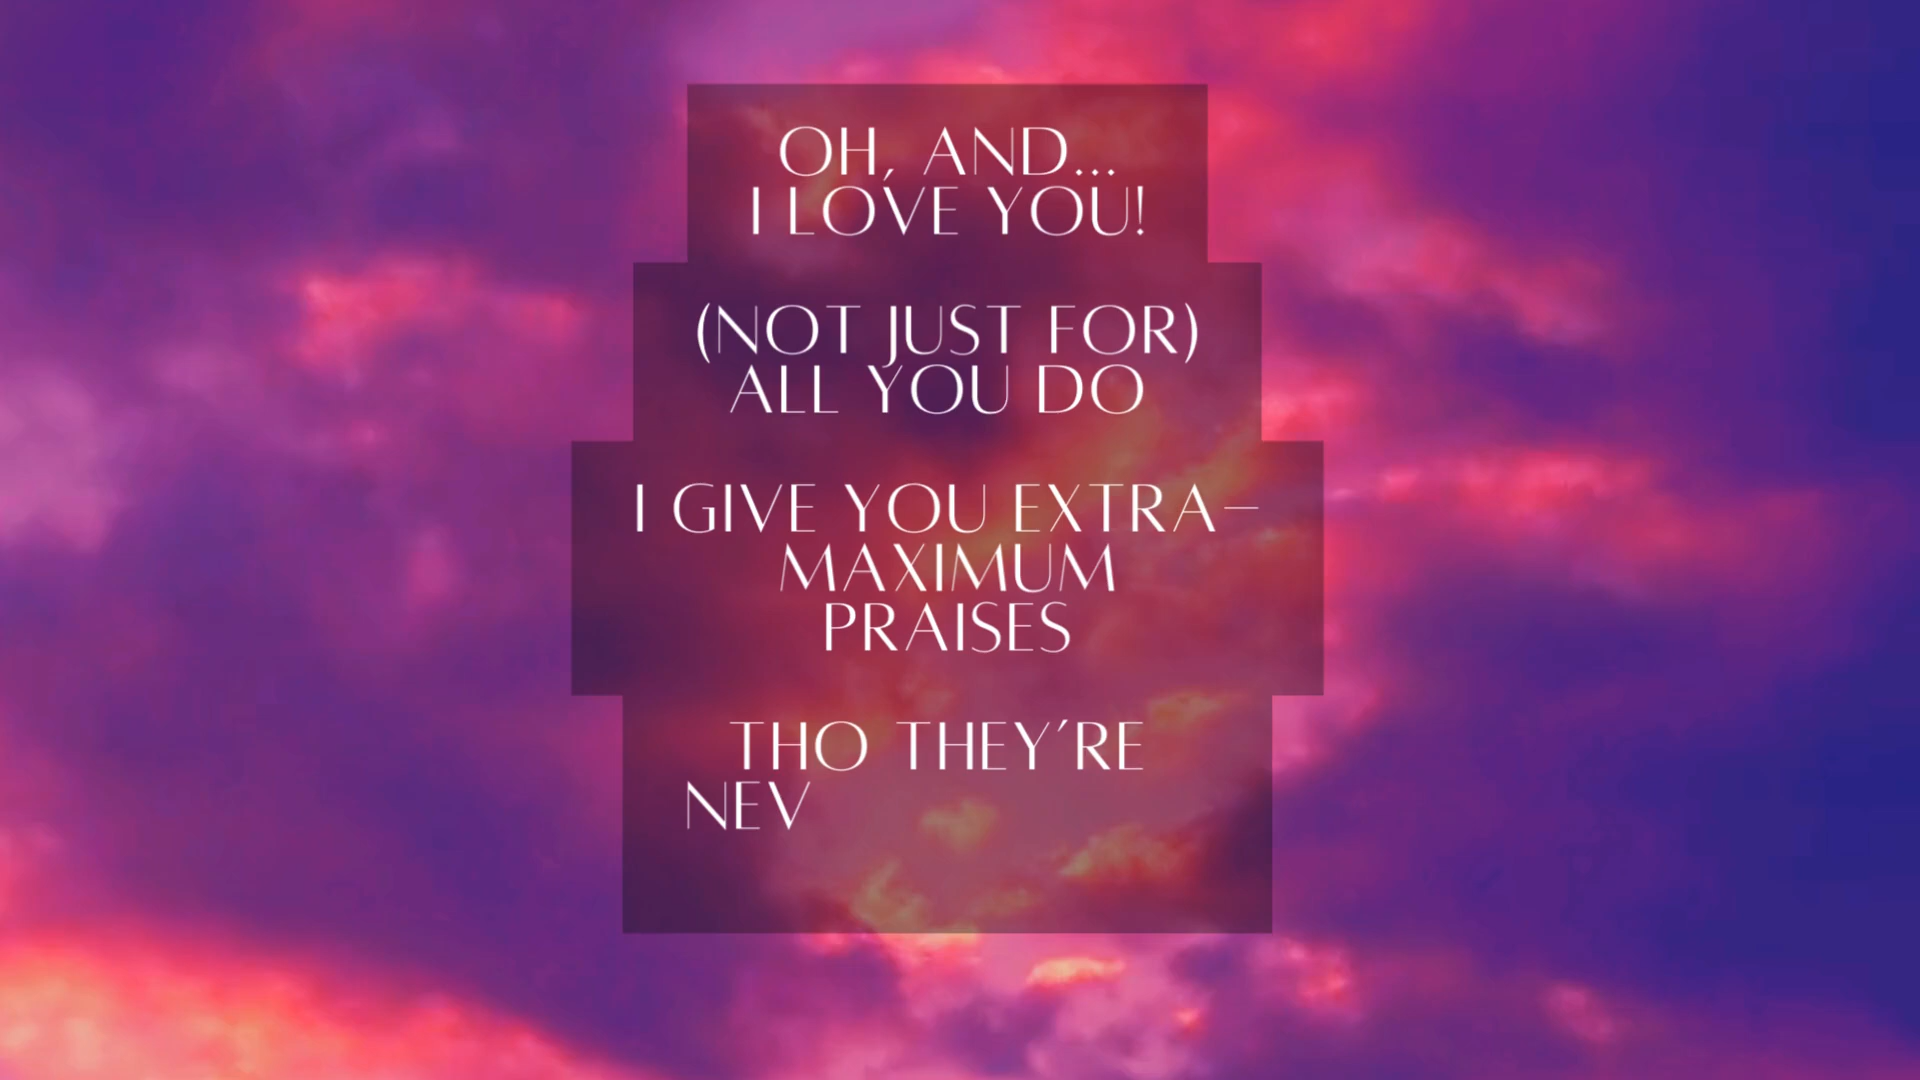 OH, AND...
I LOVE YOU!
(NOT JUST FOR)
ALL YOU DO
I GIVE YOU EXTRA-
MAXIMUM
PRAISES
THO THEY'RE
NEV